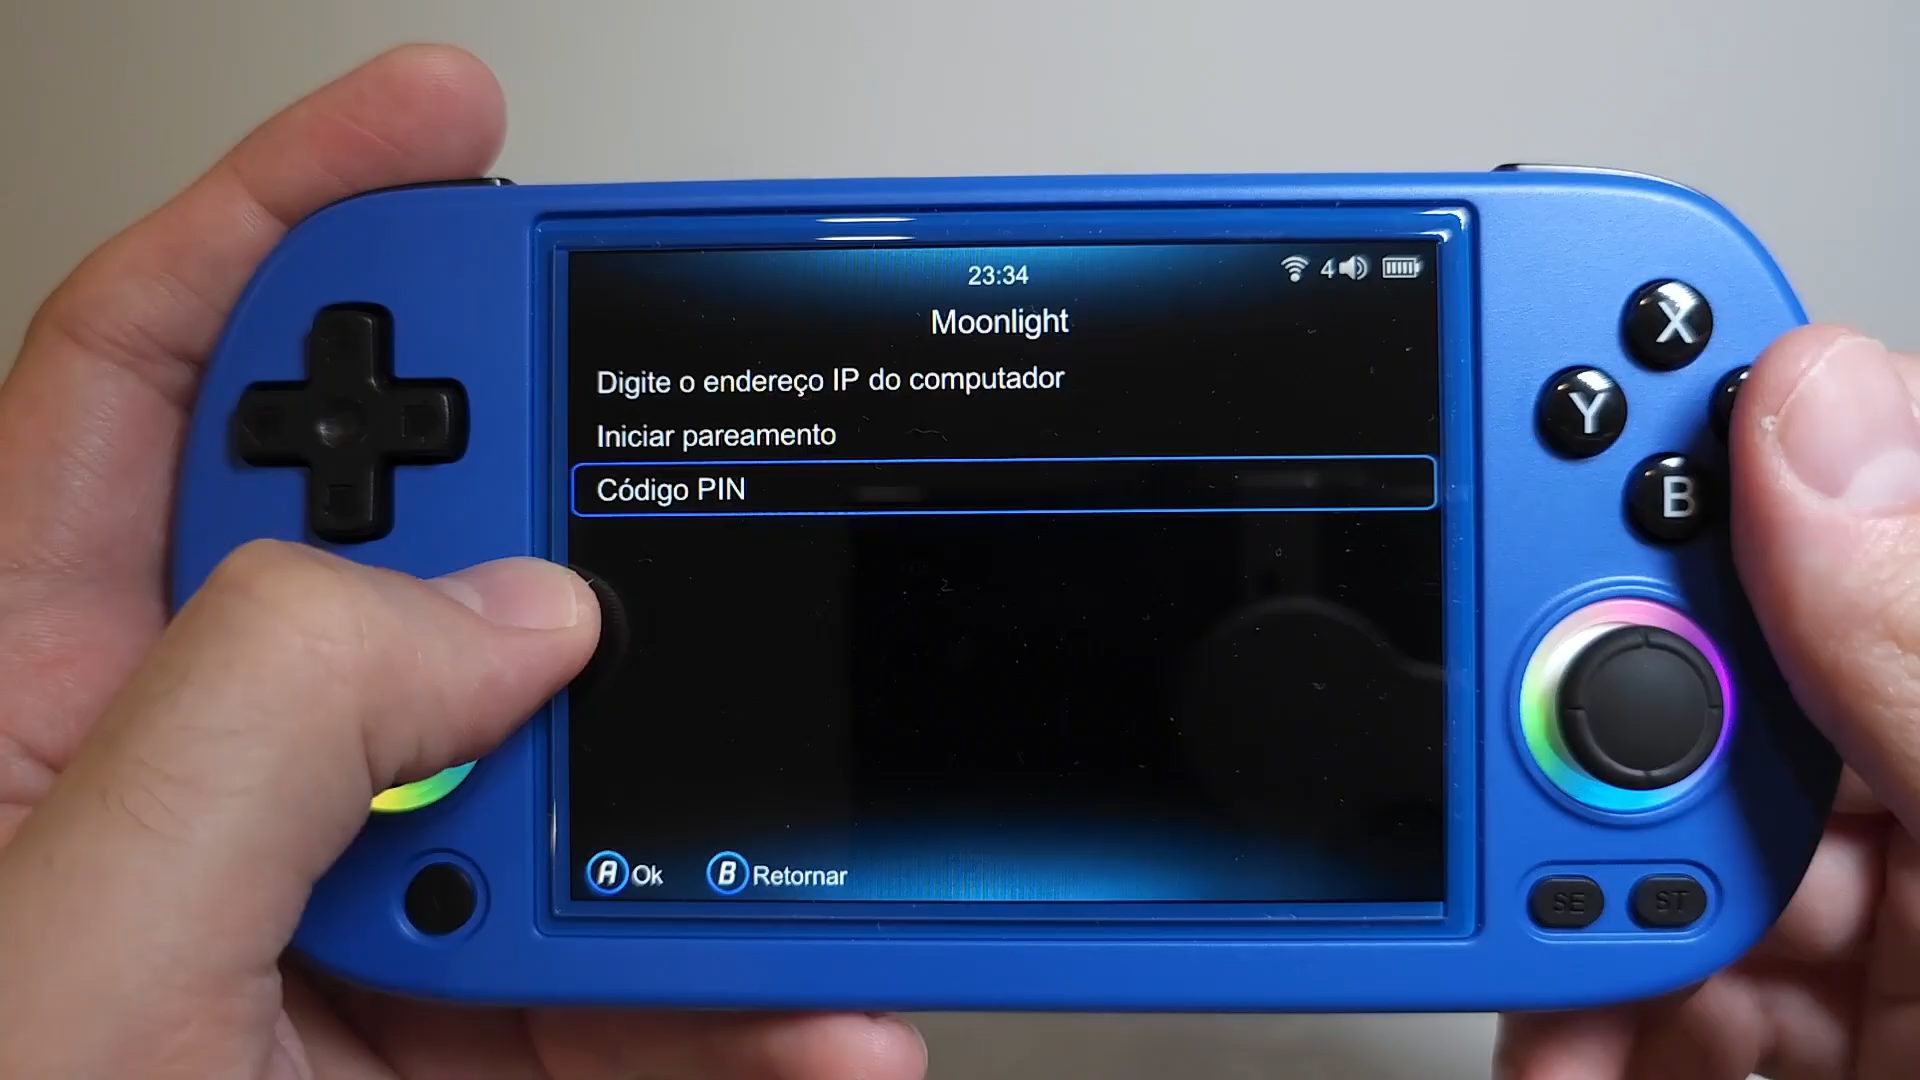 23:34
4
Moonlight
Digite o endereço IP do computador
Iniciar pareamento
Código PIN
A Ok B Retornar
X
Y
B
SE ST